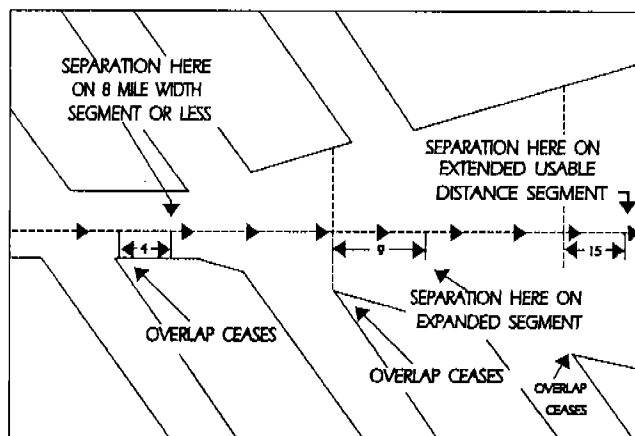 SEPARATION HERE
ON 8 MILE WIDTH
SEGMENT OR LESS
SEPARATION HERE ON
EXTENDED USABLE
DISTANCE SEGMENT
4
9
15
OVERLAP CEASES
SEPARATION HERE ON
EXPANDED SEGMENT
OVERLAP CEASES
OVERLAP
CEASES